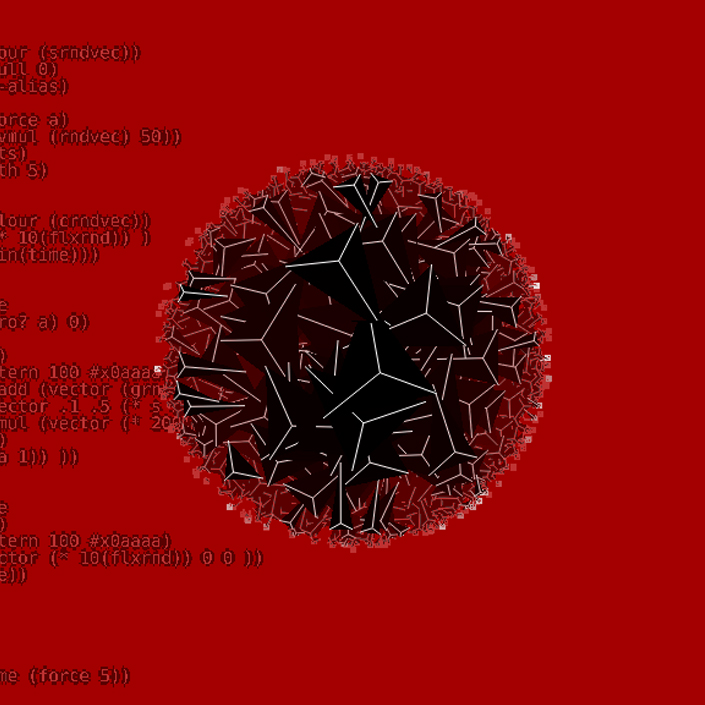 our (srndvec))
ull 0)
-alias)
orce a)
vmul (rndvec) 50))
ts)
th 5)
lour (crndvec))
* 10(flxrnd)) )
in(time)))
e
ro? a) 0)
)
tern 100 #x0aaaa)
add (vector (grn
ector .1 .5 (* s
mul (vector (* 200
)
a 1)) ))
e
)
tern 100 #x0aaaa)
ctor (* 10(flxrnd)) 0 0 ))
e))
me (force 5))